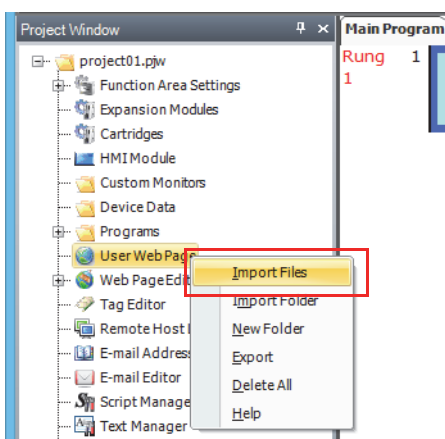 Project Window
Main Program
project01.pjw
Rung 1
1
Function Area Settings
Expansion Modules
Cartridges
HMI Module
Custom Monitors
Device Data
Programs
User Web Page
Import Files
Web Page Edit
Import Folder
Tag Editor
Remote Host
New Folder
E-mail Address
Export
E-mail Editor
Delete All
Script Manage
Help
Text Manager